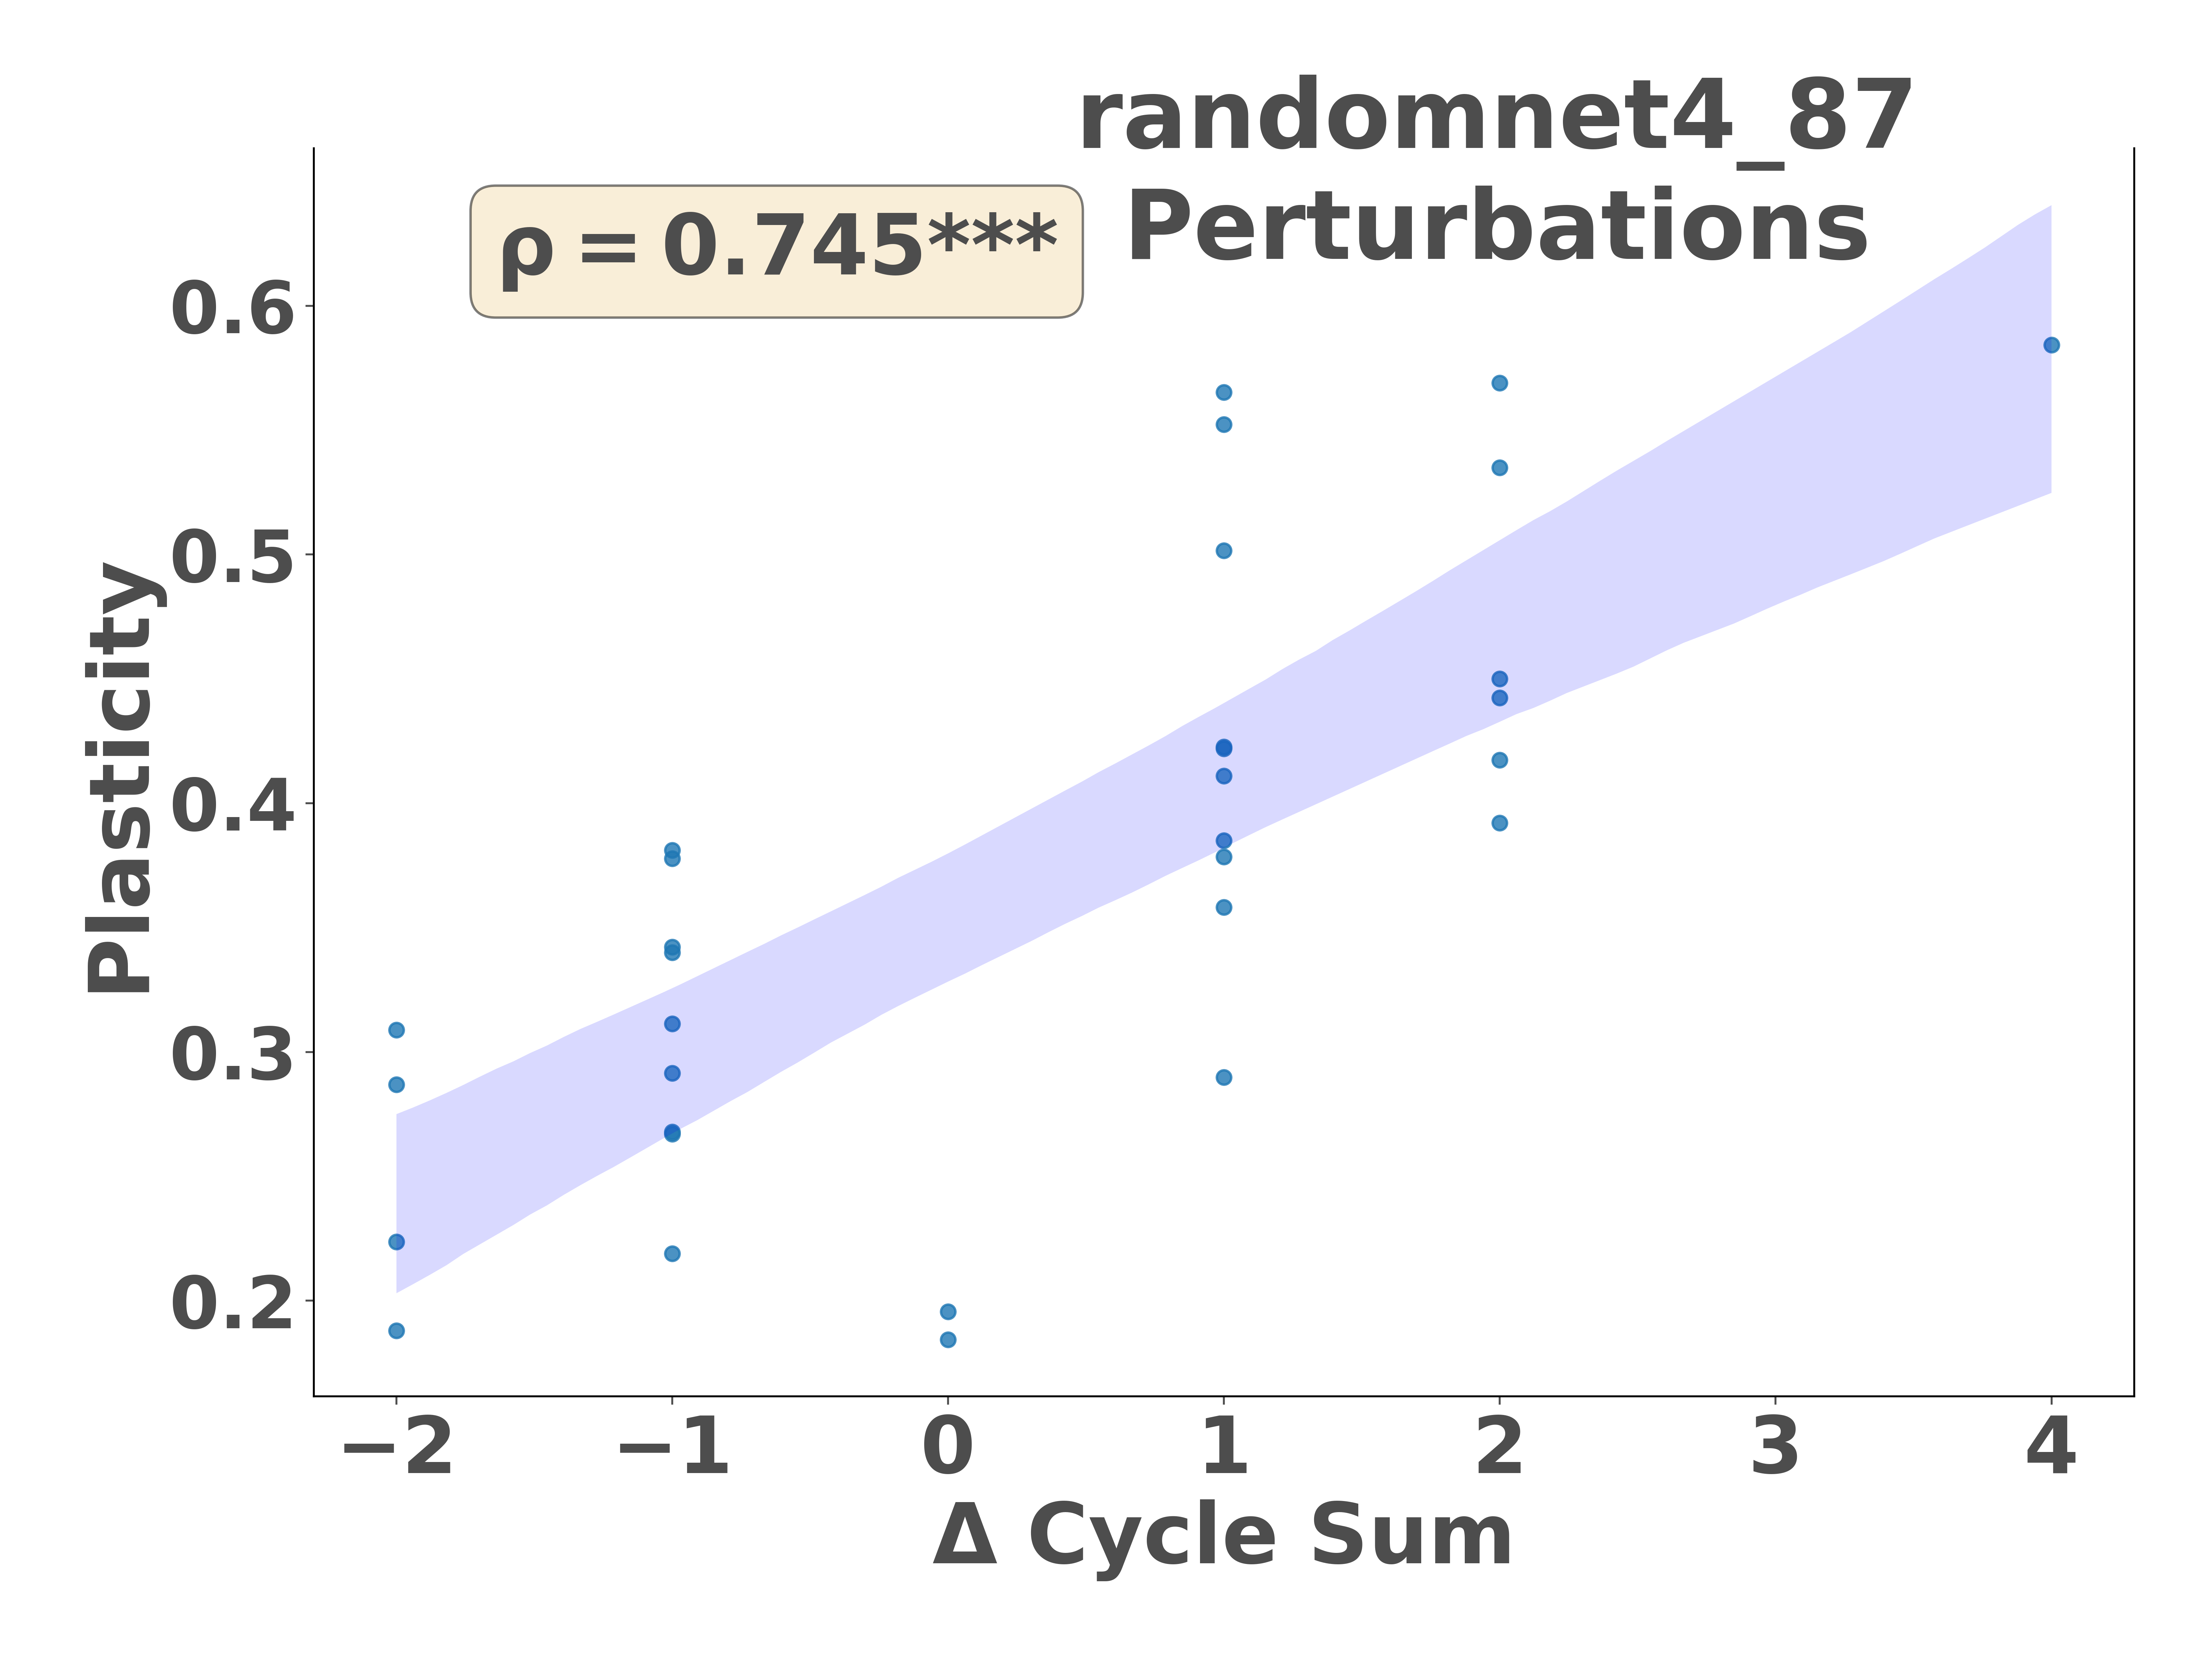 randomnet4_87
Perturbations
ρ = 0.745***
Plasticity
0.6
0.5
0.4
0.3
0.2
−2 −1 0 1 2 3 4
Δ Cycle Sum